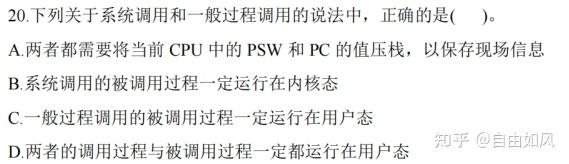 20.下列关于系统调用和一般过程调用的说法中，正确的是(    )。
A.两者都需要将当前 CPU 中的 PSW 和 PC 的值压栈，以保存现场信息
B.系统调用的被调用过程一定运行在内核态
C.一般过程调用的被调用过程一定运行在用户态
D.两者的调用过程与被调用过程一定都运行在用户态
知乎 @自由如风